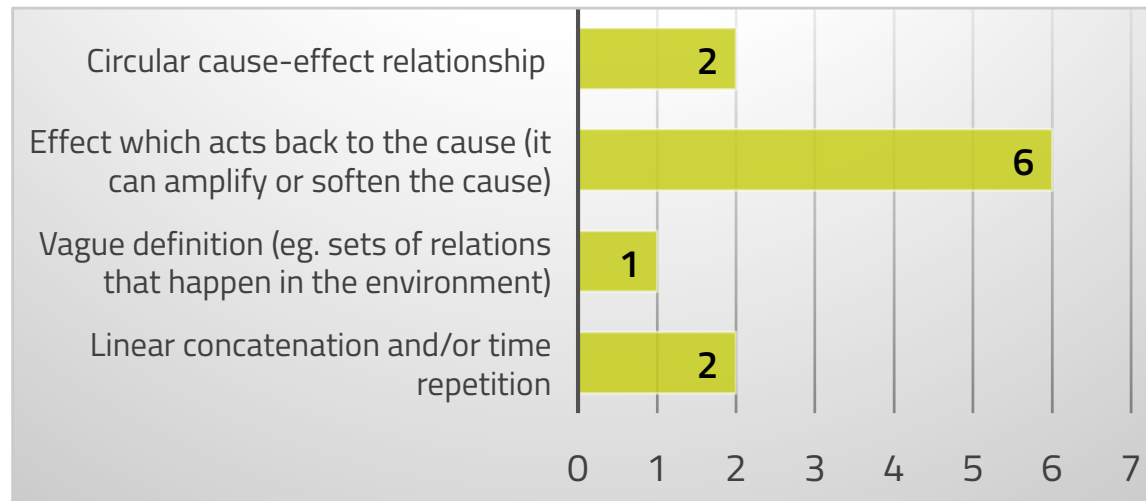 Circular cause-effect relationship
2
Effect which acts back to the cause (it
can amplify or soften the cause)
6
Vague definition (eg. sets of relations
that happen in the environment)
1
Linear concatenation and/or time
repetition
2
0 1 2 3 4 5 6 7